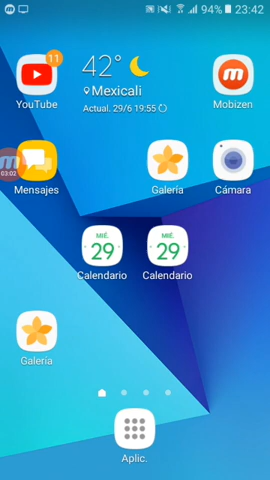 94% 23:42
11
42°
Mexicali
Actual. 29/6 19:55
YouTube
Mobizen
03:02
Mensajes
Galería
Cámara
MIÉ.
29
MIÉ.
29
Calendario
Calendario
Galería
Aplic.